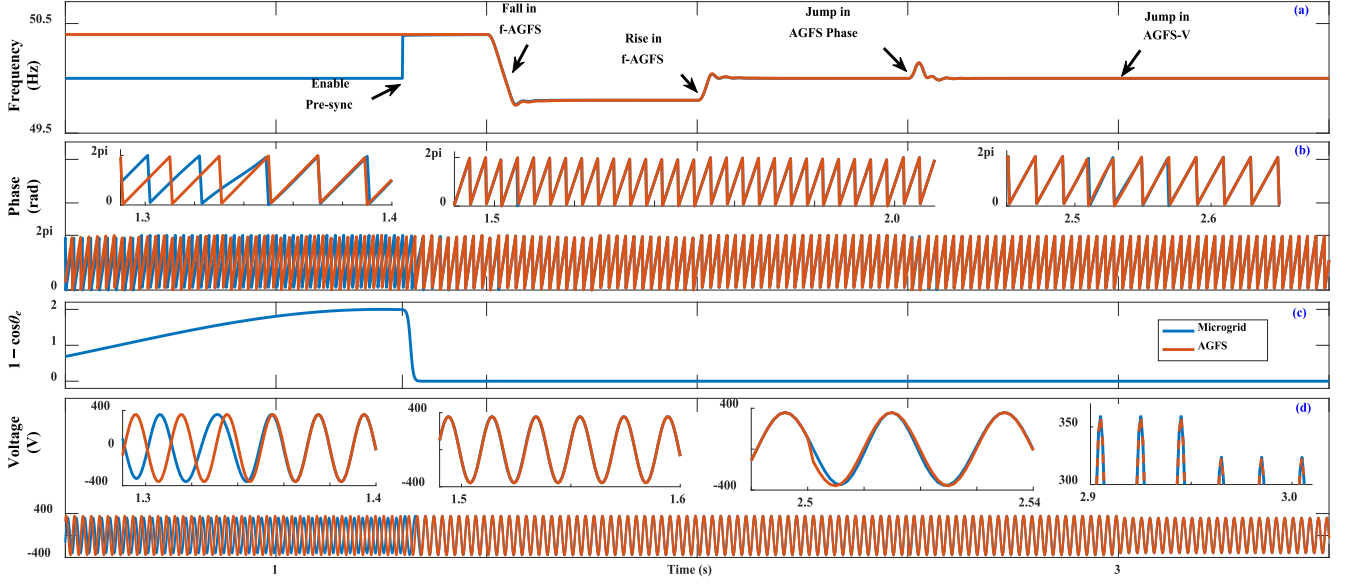 (a)
50.5
49.5
Frequency
(Hz)
Enable
Pre-sync
Fall in
f-AGFS
Rise in
f-AGFS
Jump in
AGFS Phase
Jump in
AGFS-V
(b)
Phase
(rad)
2pi
0
1.3
1.4
2pi
0
1.5
2.0
2pi
0
2.5
2.6
2pi
0
(c)
1 − cosθe
2
1
0
Microgrid
AGFS
(d)
Voltage
(V)
400
0
-400
1.3
1.4
400
-400
1.5
1.6
400
-400
2.5
2.54
350
300
2.9
3.0
400
-400
1
Time (s)
3